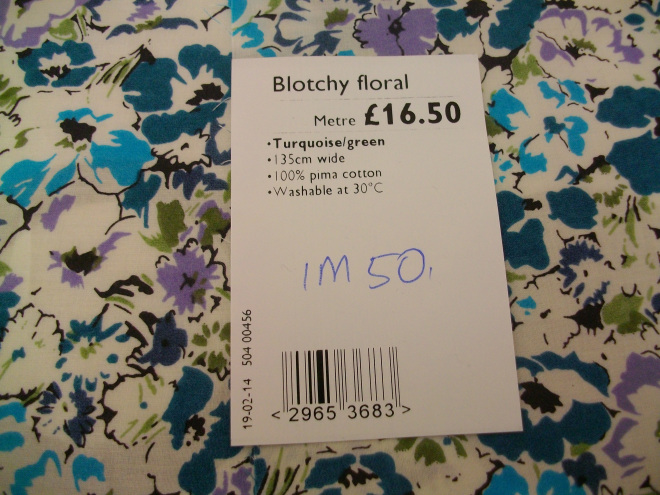 Blotchy floral
Metre £16.50
•Turquoise/green
•135cm wide
•100% pima cotton
•Washable at 30°C
1M 50.
19-02-14 504 00456
<2965 3683>